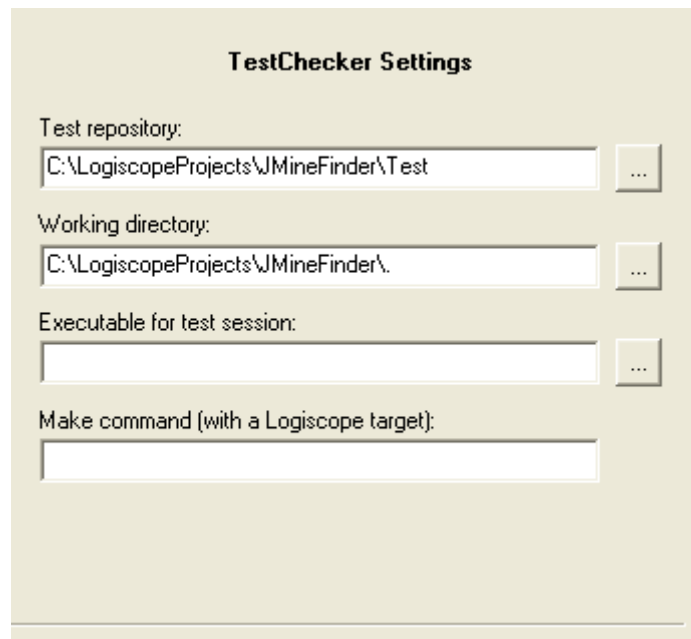 TestChecker Settings
Test repository:
C:\LogiscopeProjects\JMineFinder\Test
...
Working directory:
C:\LogiscopeProjects\JMineFinder\.
...
Executable for test session:
...
Make command (with a Logiscope target):